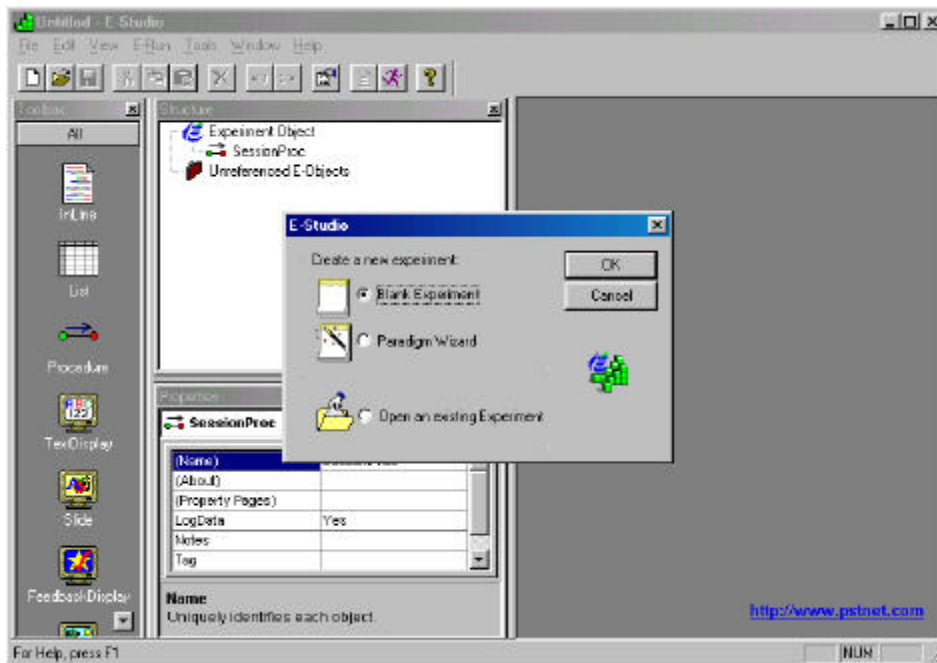 Untitled - E-Studio
File Edit View E-Run Tools Window Help
Toolbox
All
InLine
List
Procedure
TextDisplay
Slide
FeedbackDisplay
Structure
Experiment Object
SessionProc
Unreferenced E-Objects
E-Studio
Create a new experiment:
Blank Experiment
Paradigm Wizard
Open an existing Experiment
OK
Cancel
Properties
SessionProc
(Name)
(About)
(Property Pages)
LogData Yes
Notes
Tag
Name
Uniquely identifies each object.
http://www.pstnet.com
For Help, press F1
NUM